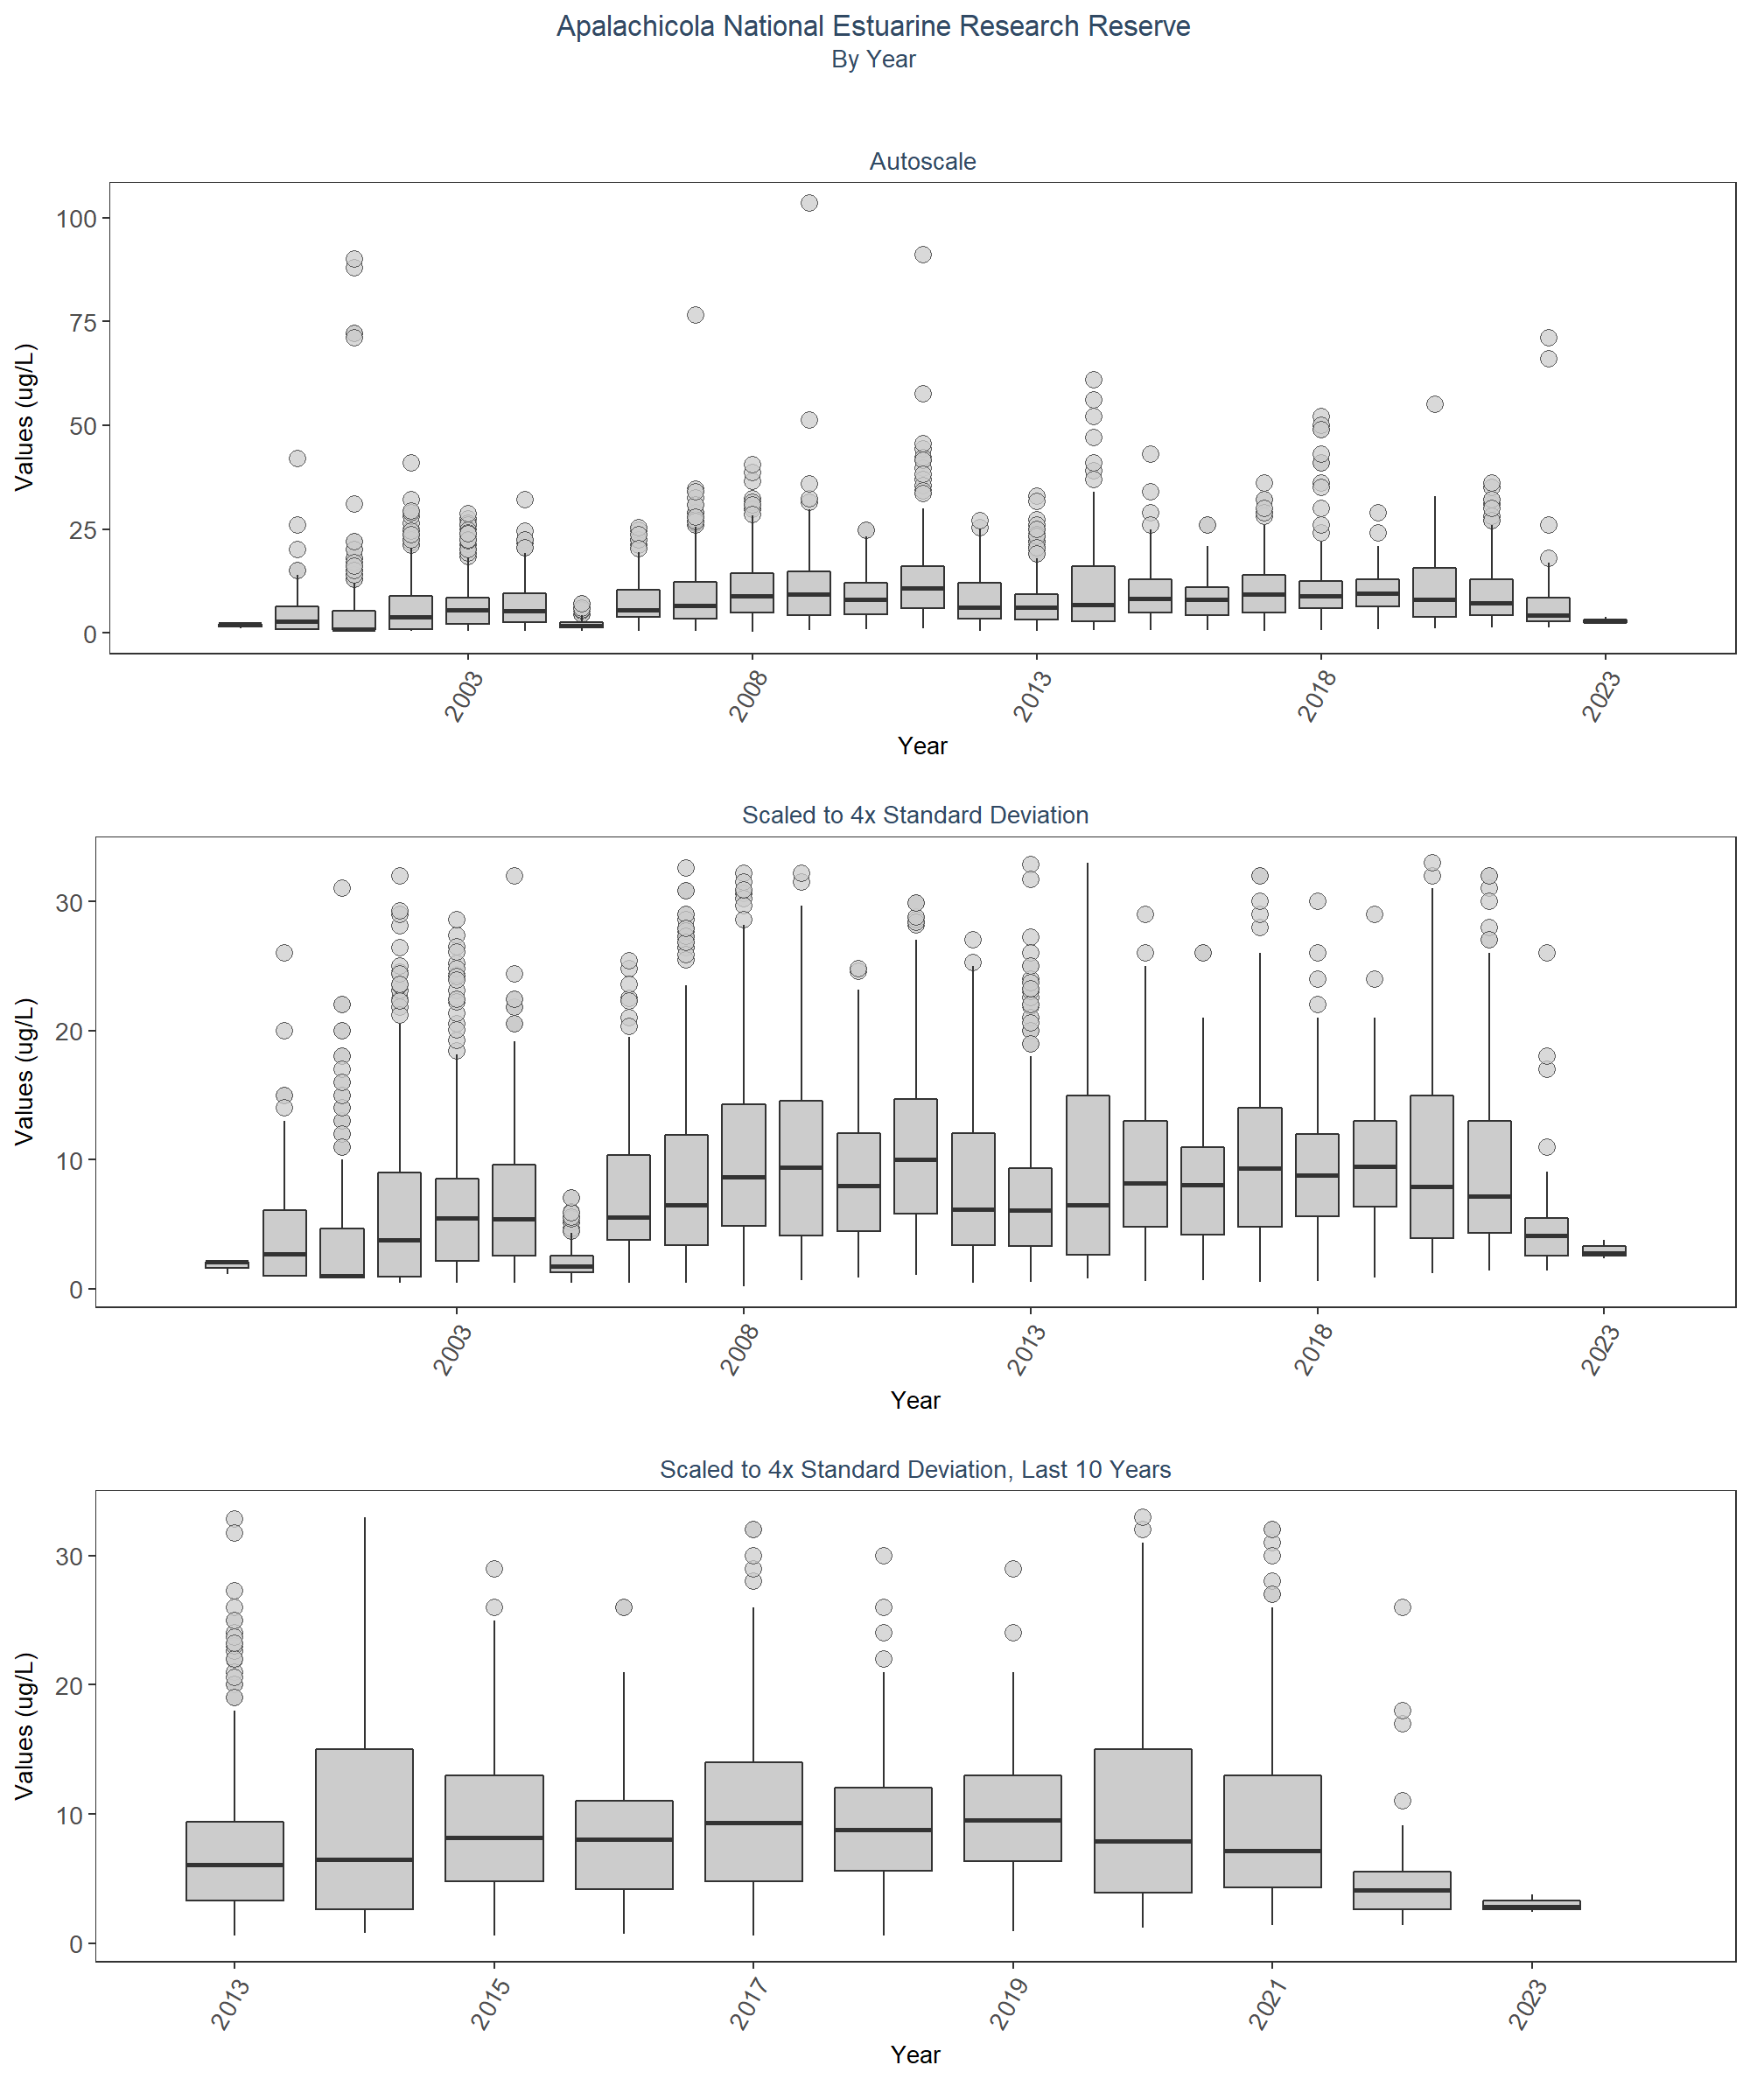 Apalachicola National Estuarine Research Reserve
By Year
Autoscale
Values (ug/L)
100
75
50
25
0
2003
2008
2013
2018
2023
Year
Scaled to 4x Standard Deviation
Values (ug/L)
30
20
10
0
2003
2008
2013
2018
2023
Year
Scaled to 4x Standard Deviation, Last 10 Years
Values (ug/L)
30
20
10
0
2013
2015
2017
2019
2021
2023
Year